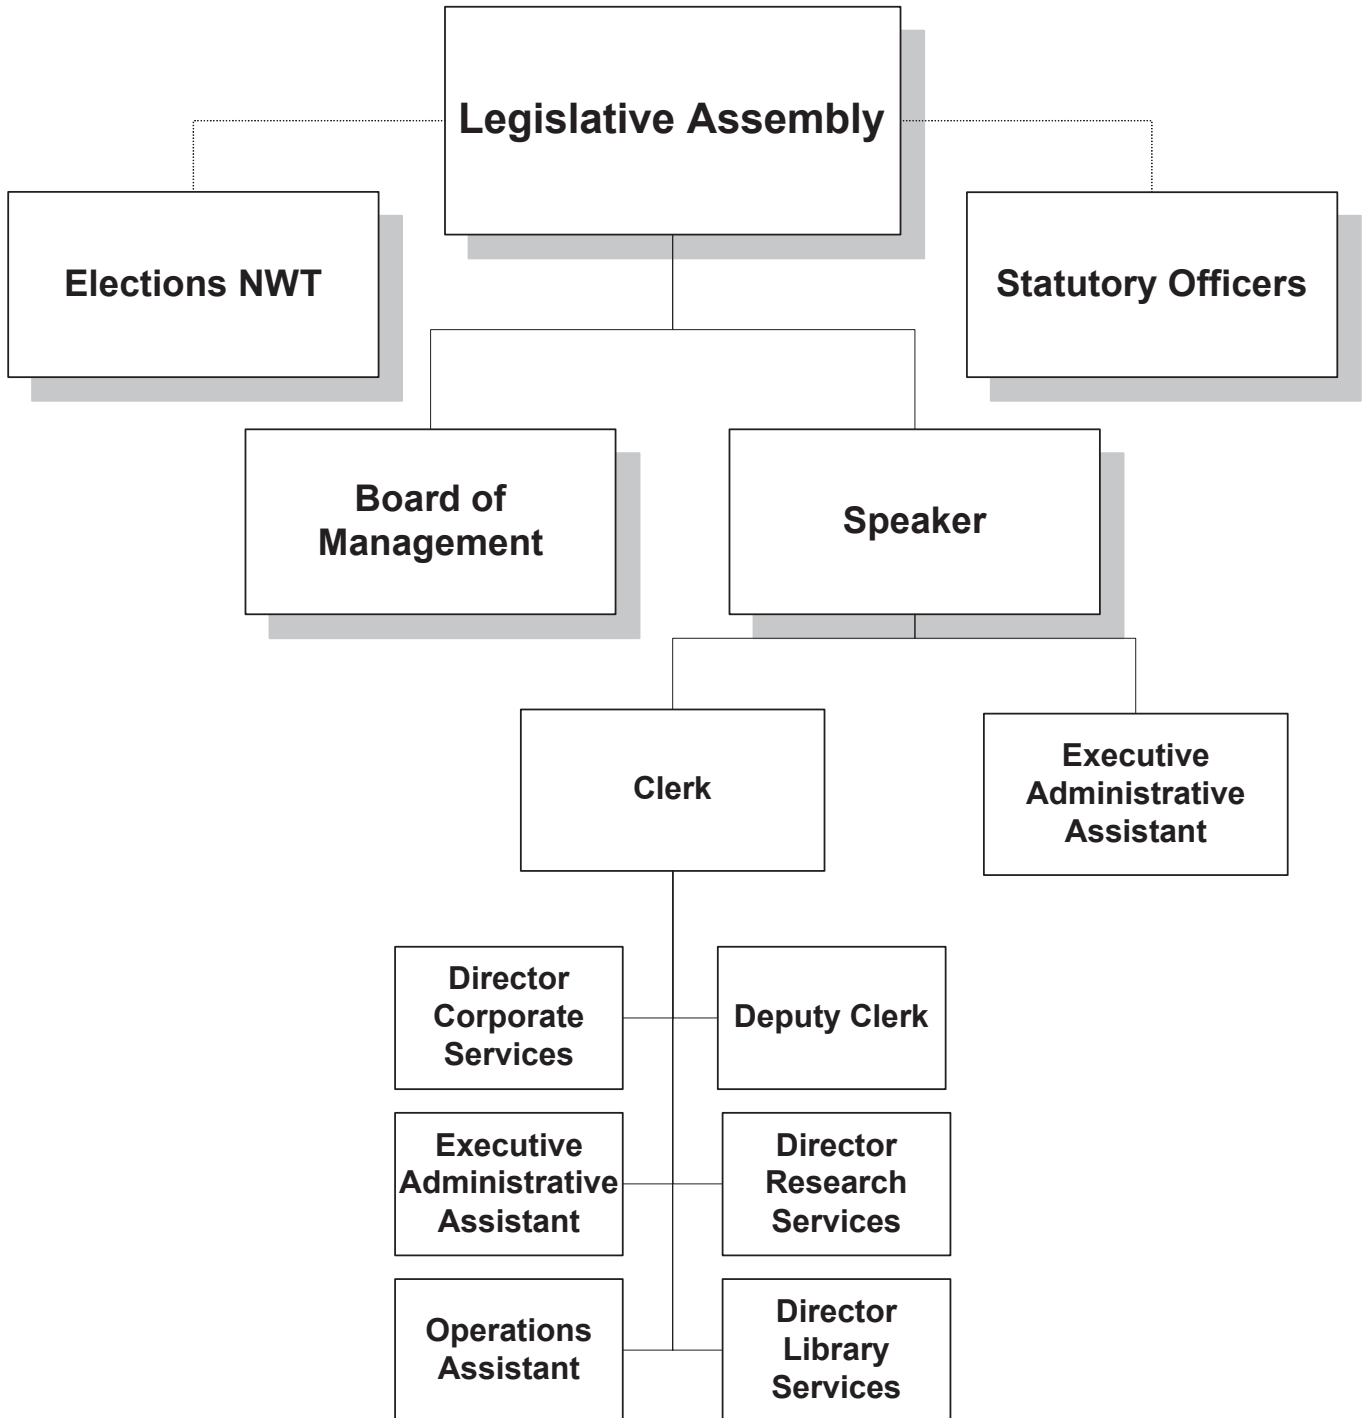 Legislative Assembly
Elections NWT
Statutory Officers
Board of
Management
Speaker
Clerk
Executive
Administrative
Assistant
Director
Corporate
Services
Deputy Clerk
Executive
Administrative
Assistant
Director
Research
Services
Operations
Assistant
Director
Library
Services